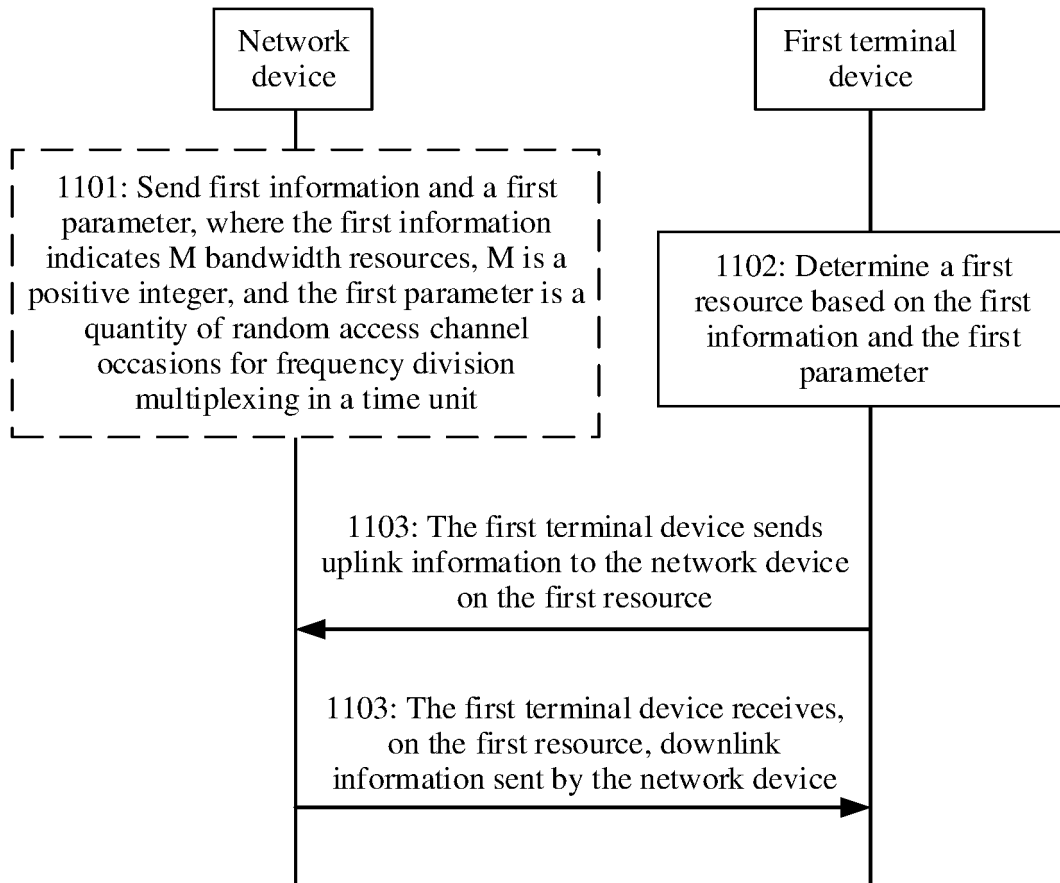 Network
device
First terminal
device
1101: Send first information and a first
parameter, where the first information
indicates M bandwidth resources, M is a
positive integer, and the first parameter is a
quantity of random access channel
occasions for frequency division
multiplexing in a time unit
1102: Determine a first
resource based on the first
information and the first
parameter
1103: The first terminal device sends
uplink information to the network device
on the first resource
1103: The first terminal device receives,
on the first resource, downlink
information sent by the network device